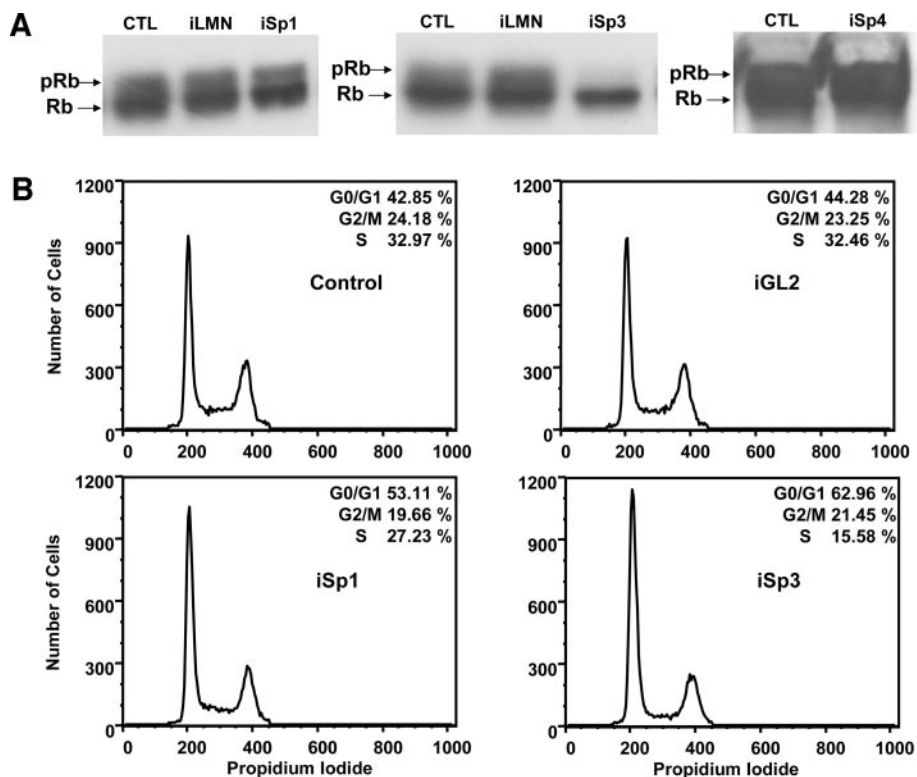 A
CTL iLMN iSp1
pRb
Rb
CTL iLMN iSp3
pRb
Rb
CTL iSp4
pRb
Rb
B
1200
900
600
300
0
Number of Cells
G0/G1 42.85 %
G2/M 24.18 %
S 32.97 %
Control
0 200 400 600 800 1000
1200
900
600
300
0
G0/G1 44.28 %
G2/M 23.25 %
S 32.46 %
iGL2
0 200 400 600 800 1000
1200
900
600
300
0
Number of Cells
G0/G1 53.11 %
G2/M 19.66 %
S 27.23 %
iSp1
0 200 400 600 800 1000
Propidium Iodide
1200
900
600
300
0
G0/G1 62.96 %
G2/M 21.45 %
S 15.58 %
iSp3
0 200 400 600 800 1000
Propidium Iodide